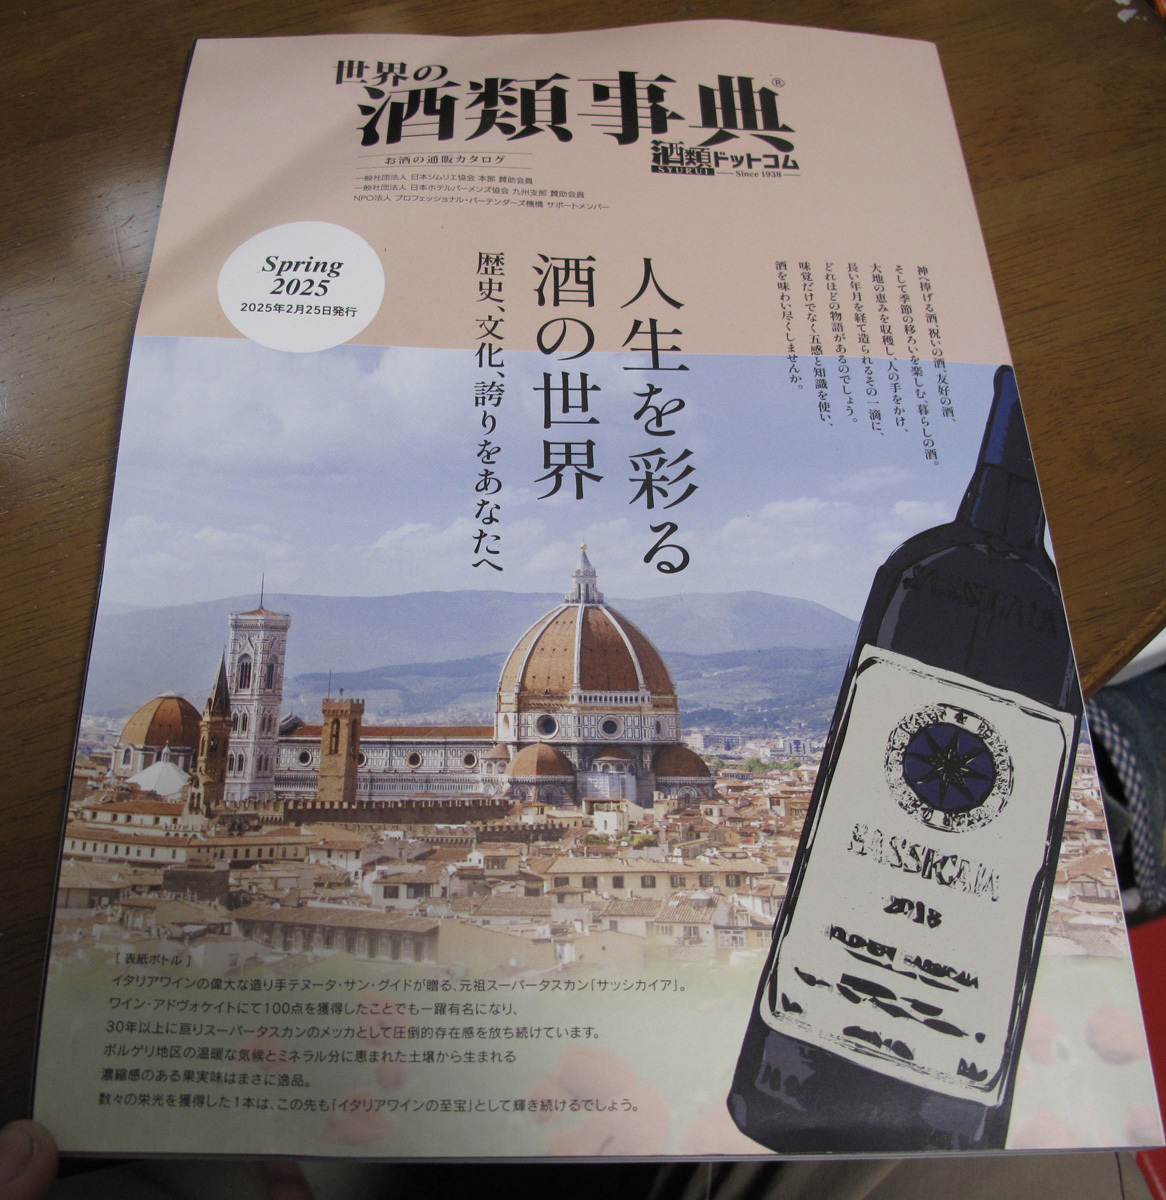 世界の
酒類事典®
お酒の通販カタログ
酒類ドットコム
SYURUI
Since 1938
一般社団法人 日本ソムリエ協会 本部 賛助会員
一般社団法人 日本ホテルバーメンズ協会 九州支部 賛助会員
NPO法人 プロフェッショナル・バーテンダーズ機構 サポートメンバー
Spring
2025
2025年2月25日発行
人生を彩る
酒の世界
歴史、文化、誇りをあなたへ
神へ捧げる酒、祝いの酒、友好の酒、
そして季節の移ろいを楽しむ、暮らしの酒。
大地の恵みを収穫し、人の手をかけ、
長い年月を経て造られるその一滴に、
どれほどの物語があるのでしょう。
味覚だけでなく五感と知識を使い、
酒を味わい尽くしませんか。
SASSICAIA
2018
[ 表紙ボトル ]
イタリアワインの偉大な造り手テヌータ・サン・グイドが贈る、元祖スーパータスカン「サッシカイア」。
ワイン・アドヴォケイトにて100点を獲得したことでも一躍有名になり、
30年以上に亘りスーパータスカンのメッカとして圧倒的存在感を放ち続けています。
ボルゲリ地区の温暖な気候とミネラル分に恵まれた土壌から生まれる
濃縮感のある果実味はまさに逸品。
数々の栄光を獲得した1本は、この先も「イタリアワインの至宝」として輝き続けるでしょう。